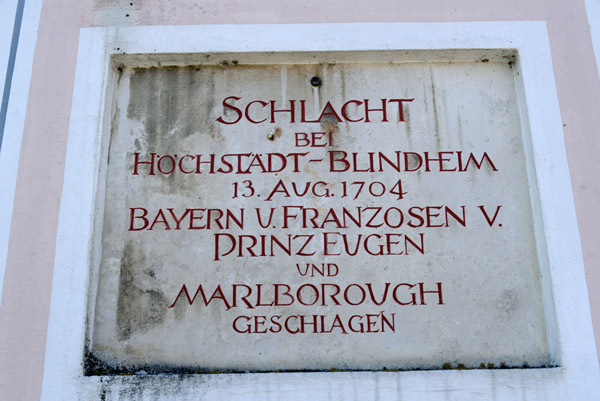 SCHLACHT
BEI
HÖCHSTÄDT-BLINDHEIM
13. AUG. 1704
BAYERN U. FRANZOSEN V.
PRINZ EUGEN
UND
MARLBOROUGH
GESCHLAGEN